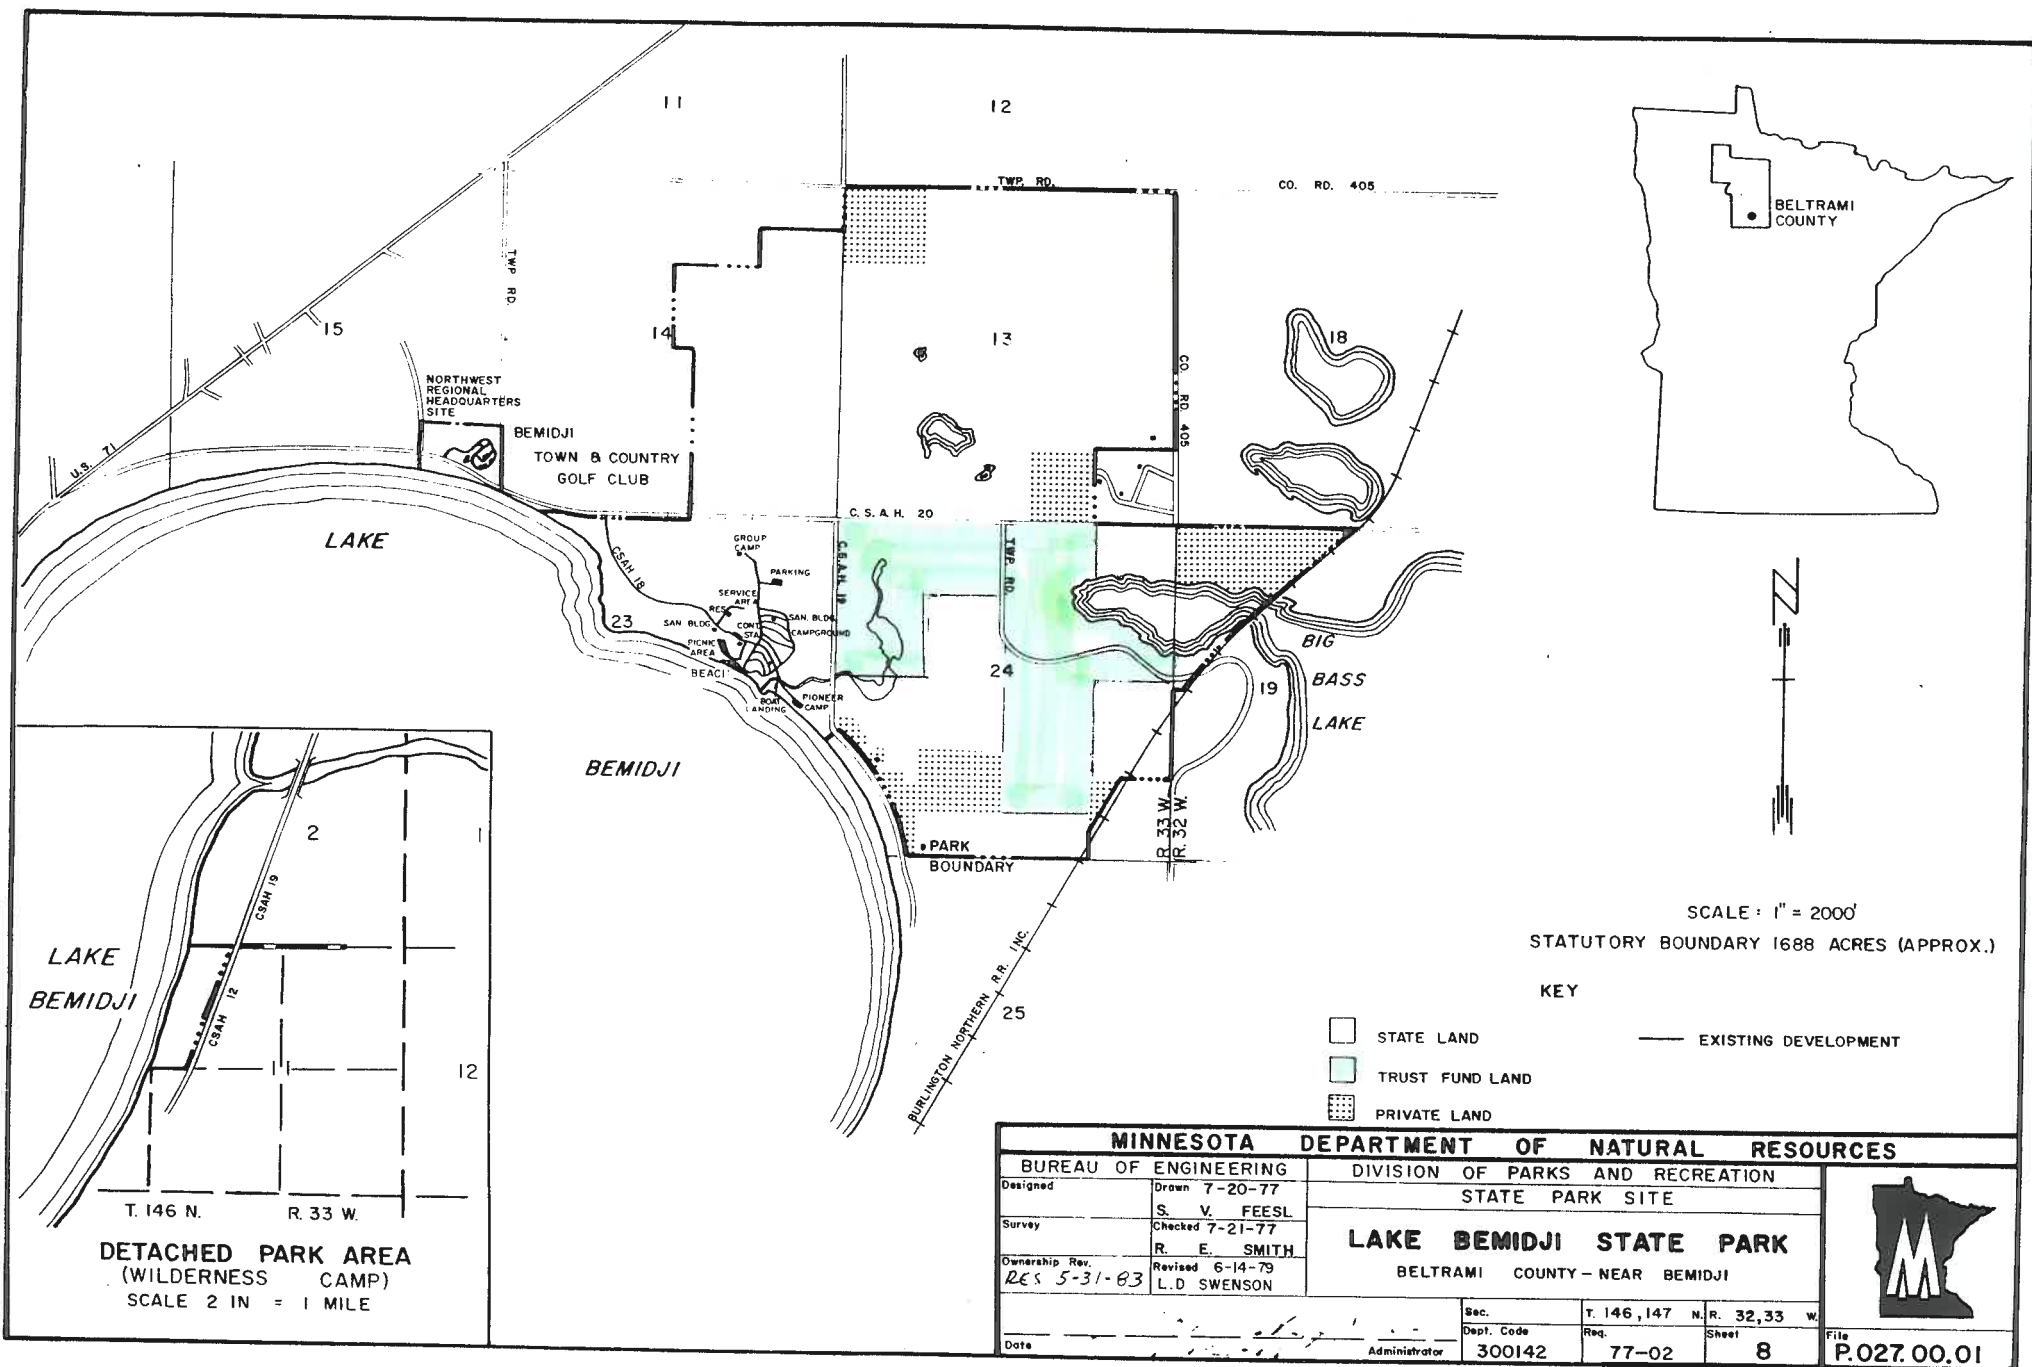 11
12
TWP. RD.
CO. RD. 405
BELTRAMI
COUNTY
TWP. RD.
15
14
13
18
CO. RD. 405
NORTHWEST
REGIONAL
HEADQUARTERS
SITE
BEMIDJI
TOWN & COUNTRY
GOLF CLUB
U.S. 71
LAKE
C. S. A. H. 20
CSAH 18
GROUP
CAMP
PARKING
SERVICE
AREA
RES.
SAN. BLDG.
CONT.
STA.
SAN. BLDG.
CAMPGROUND
PICNIC
AREA
BEACH
BOAT
LANDING
PIONEER
CAMP
C.S.A.H. 19
TWP. RD.
23
24
19
BIG
BASS
LAKE
BEMIDJI
R. 33 W.
R. 32 W.
PARK
BOUNDARY
BURLINGTON NORTHERN R.R. INC.
25
N
SCALE: 1" = 2000'
STATUTORY BOUNDARY 1688 ACRES (APPROX.)
KEY
STATE LAND
EXISTING DEVELOPMENT
TRUST FUND LAND
PRIVATE LAND
2
1
CSAH 19
LAKE
BEMIDJI
CSAH 12
11
12
T. 146 N. R. 33 W.
DETACHED PARK AREA
(WILDERNESS CAMP)
SCALE 2 IN = 1 MILE
MINNESOTA DEPARTMENT OF NATURAL RESOURCES
BUREAU OF ENGINEERING
DIVISION OF PARKS AND RECREATION
Designed
Drawn 7-20-77
S. V. FEESL
STATE PARK SITE
Survey
Checked 7-21-77
R. E. SMITH
LAKE BEMIDJI STATE PARK
BELTRAMI COUNTY - NEAR BEMIDJI
Ownership Rev.
RES 5-31-83
Revised 6-14-79
L.D SWENSON
Date
Administrator
Sec.
T. 146,147 N. R. 32,33 W.
Dept. Code
300142
Req.
77-02
Sheet
8
File
P.027.00.01